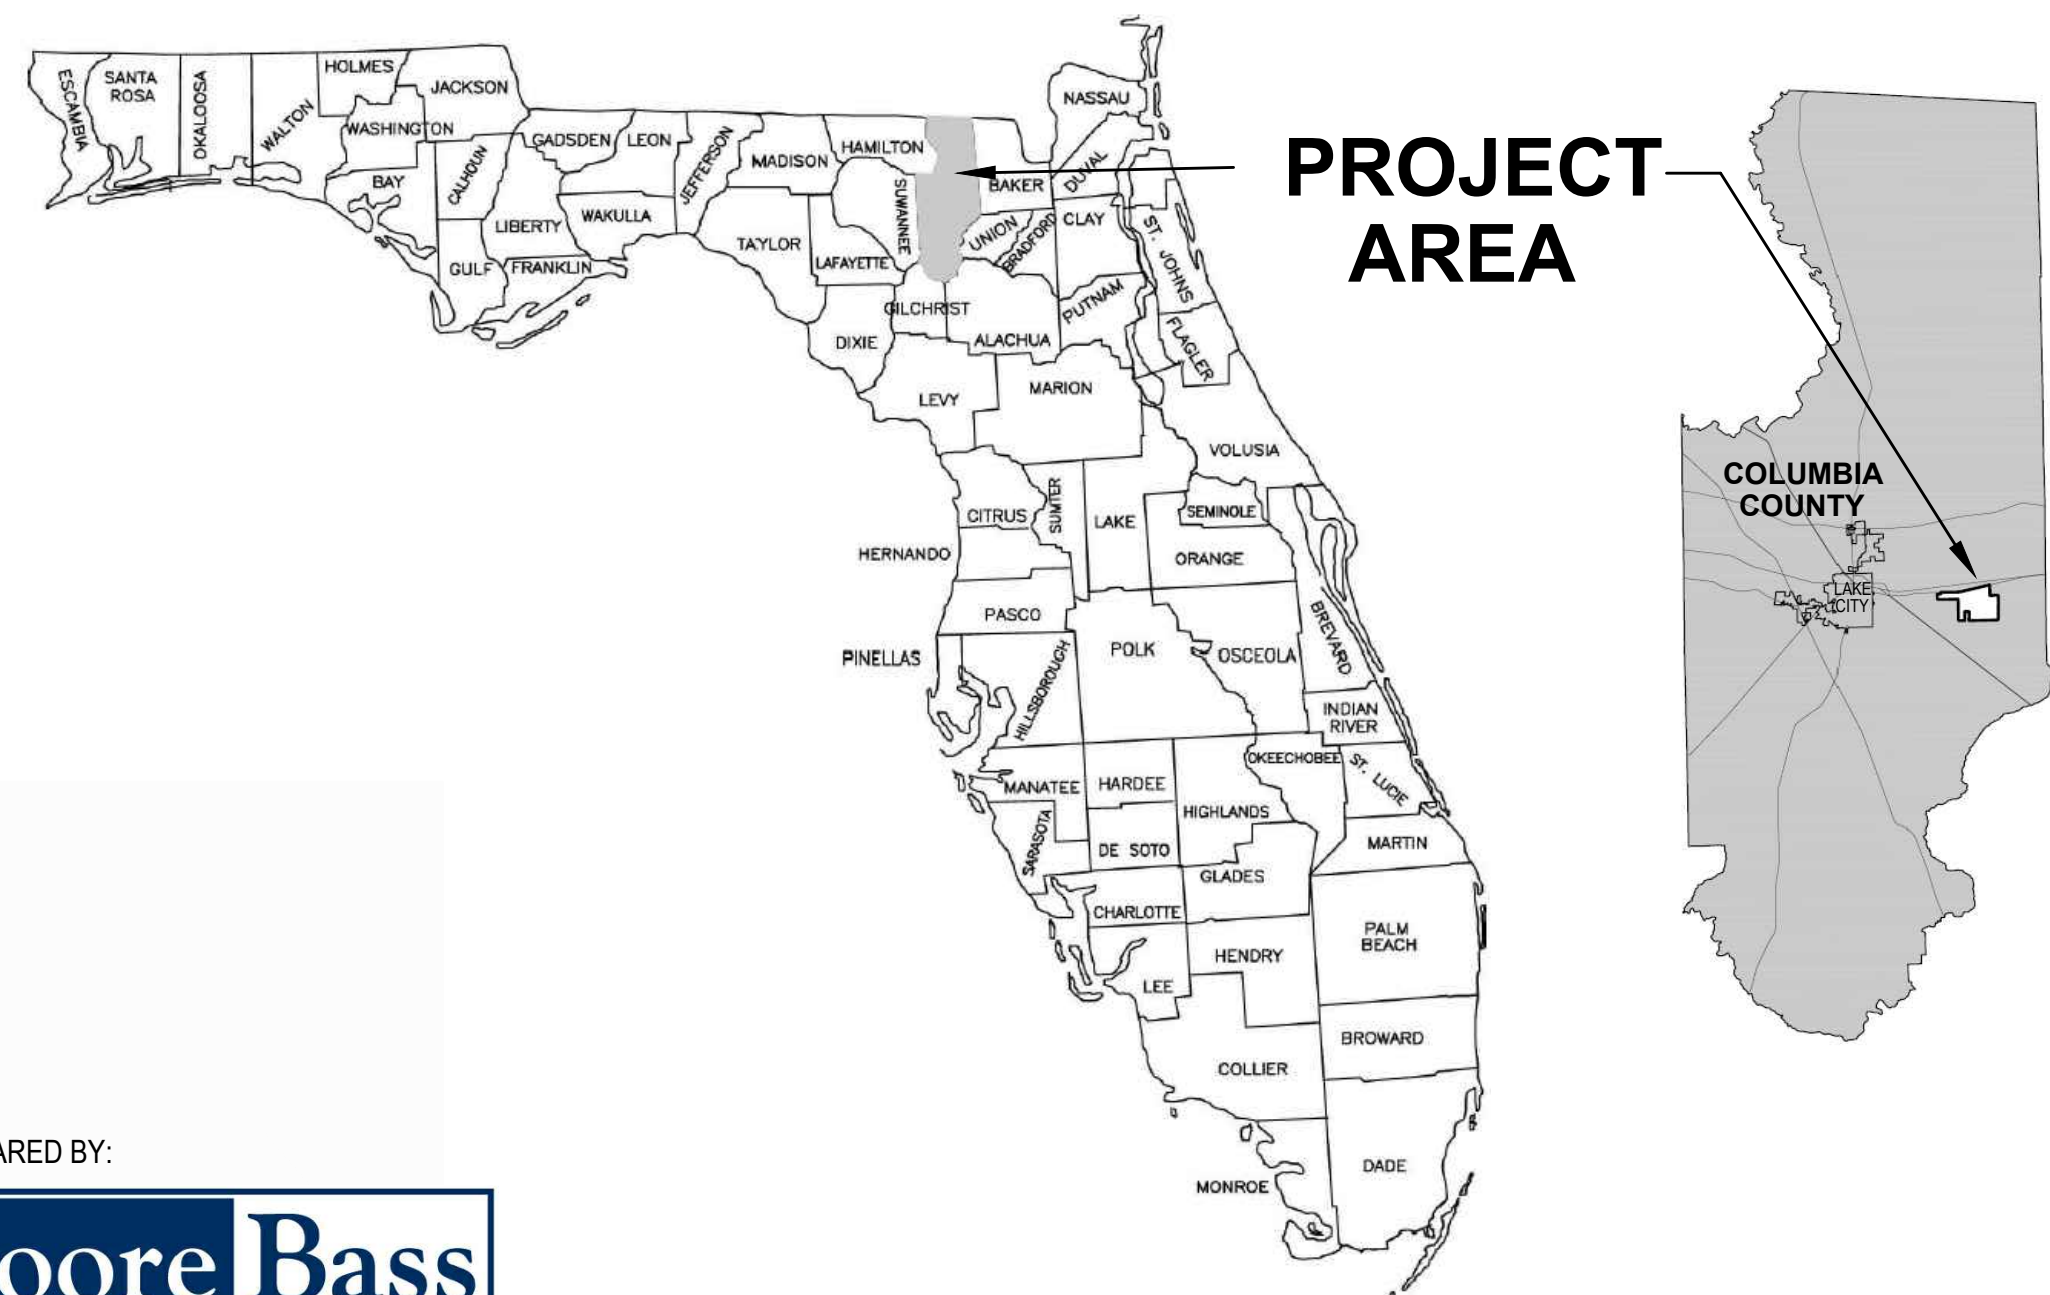 ESCAMBIA
SANTA
ROSA
OKALOOSA
WALTON
HOLMES
WASHINGTON
JACKSON
BAY
CALHOUN
GULF
GADSDEN
LIBERTY
FRANKLIN
LEON
WAKULLA
JEFFERSON
MADISON
TAYLOR
HAMILTON
SUWANNEE
LAFAYETTE
DIXIE
GILCHRIST
BAKER
UNION
BRADFORD
NASSAU
DUVAL
CLAY
ST. JOHNS
PUTNAM
FLAGLER
ALACHUA
LEVY
MARION
VOLUSIA
CITRUS
SUMTER
LAKE
SEMINOLE
ORANGE
HERNANDO
PASCO
PINELLAS
HILLSBOROUGH
POLK
OSCEOLA
BREVARD
INDIAN
RIVER
MANATEE
HARDEE
HIGHLANDS
OKEECHOBEE
ST. LUCIE
SARASOTA
DE SOTO
MARTIN
GLADES
CHARLOTTE
LEE
HENDRY
PALM
BEACH
COLLIER
BROWARD
MONROE
DADE
PROJECT
AREA
COLUMBIA
COUNTY
LAKE
CITY
ARED BY:
oore Bass